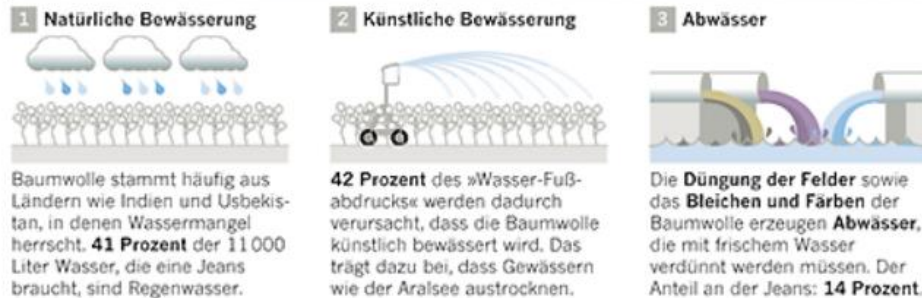 1 Natürliche Bewässerung
Baumwolle stammt häufig aus
Ländern wie Indien und Usbekis-
tan, in denen Wassermangel
herrscht. 41 Prozent der 11 000
Liter Wasser, die eine Jeans
braucht, sind Regenwasser.
2 Künstliche Bewässerung
42 Prozent des »Wasser-Fuß-
abdrucks« werden dadurch
verursacht, dass die Baumwolle
künstlich bewässert wird. Das
trägt dazu bei, dass Gewässern
wie der Aralsee austrocknen.
3 Abwässer
Die Düngung der Felder sowie
das Bleichen und Färben der
Baumwolle erzeugen Abwässer,
die mit frischem Wasser
verdünnt werden müssen. Der
Anteil an der Jeans: 14 Prozent